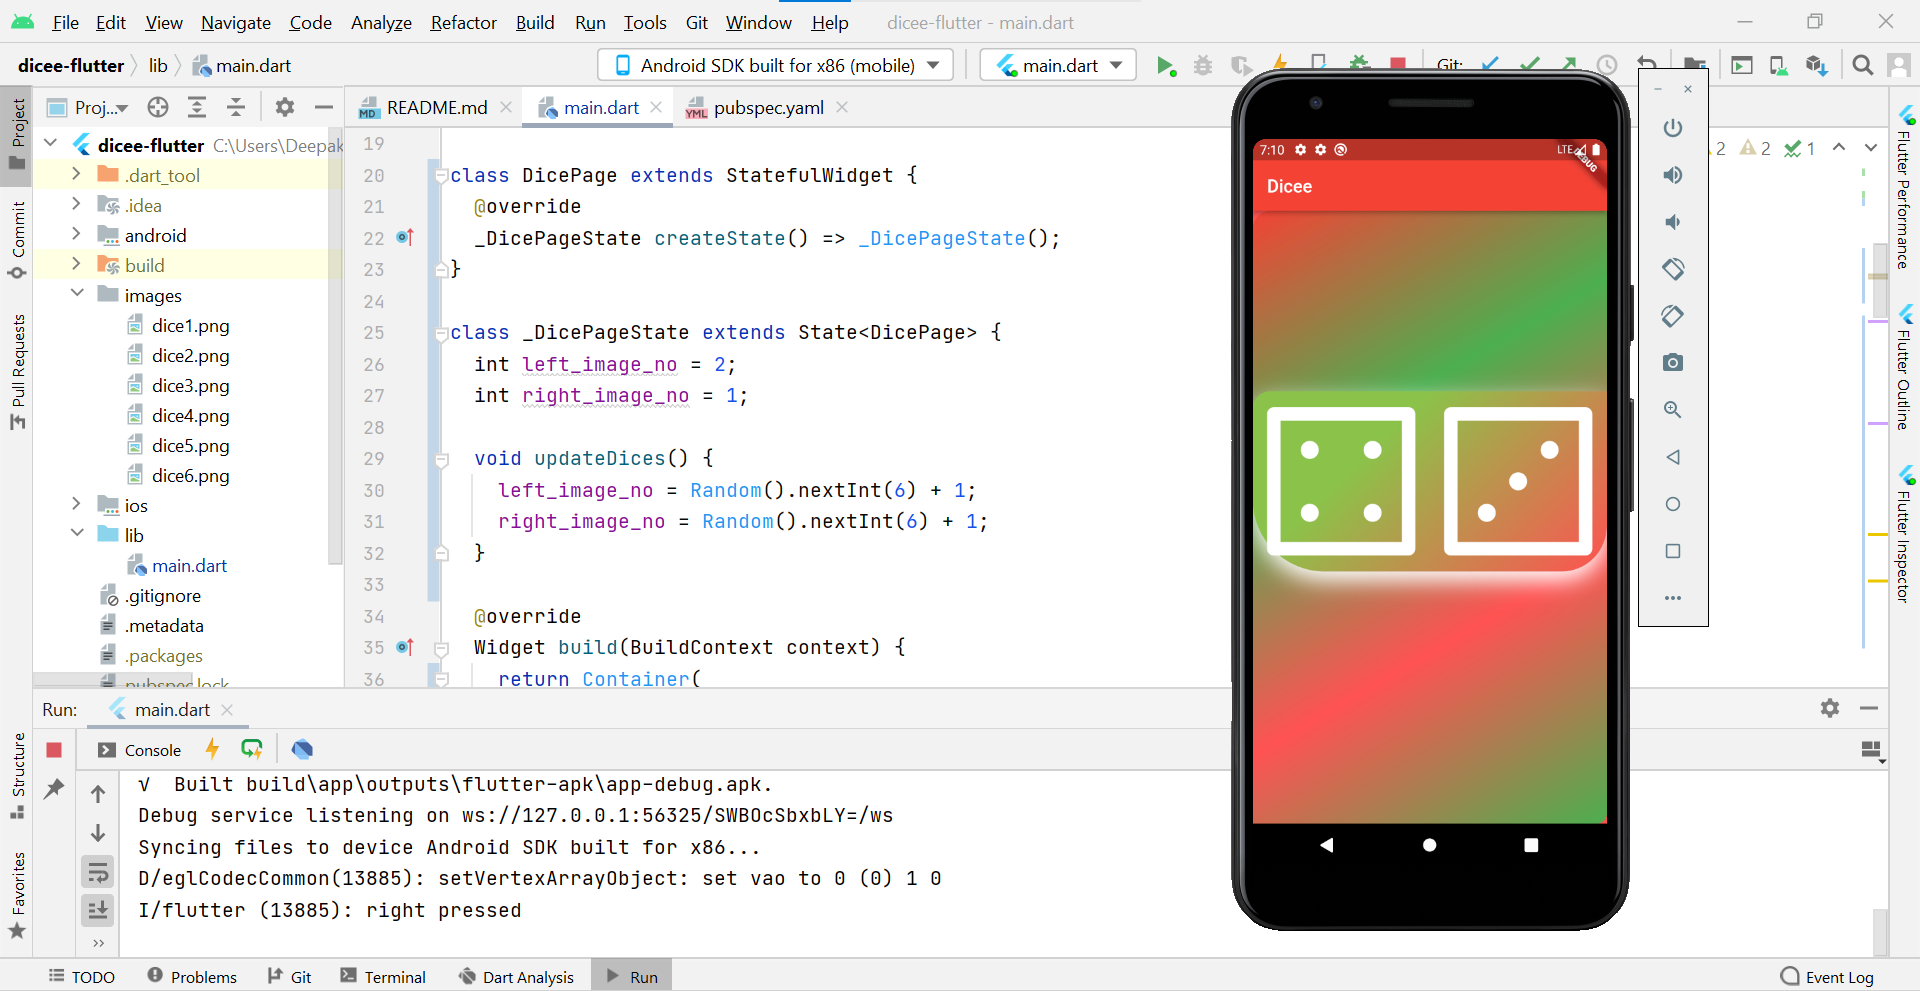 File Edit View Navigate Code Analyze Refactor Build Run Tools Git Window Help dicee-flutter - main.dart
dicee-flutter lib main.dart Android SDK built for x86 (mobile) main.dart Git:
Proj... README.md main.dart YML pubspec.yaml
MD
Project
Commit
Pull Requests
Structure
Favorites
dicee-flutter C:\Users\Deepak
.dart_tool
.idea
android
build
images
dice1.png
dice2.png
dice3.png
dice4.png
dice5.png
dice6.png
ios
lib
main.dart
.gitignore
.metadata
.packages
pubspec.lock
19
20 class DicePage extends StatefulWidget {
21 @override
22 _DicePageState createState() => _DicePageState();
23 }
24
25 class _DicePageState extends State<DicePage> {
26 int left_image_no = 2;
27 int right_image_no = 1;
28
29 void updateDices() {
30 left_image_no = Random().nextInt(6) + 1;
31 right_image_no = Random().nextInt(6) + 1;
32 }
33
34 @override
35 Widget build(BuildContext context) {
36 return Container(
2 2 1
7:10 LTE
DEBUG
Dicee
Flutter Performance
Flutter Outline
Flutter Inspector
Run: main.dart
Console
√ Built build\app\outputs\flutter-apk\app-debug.apk.
Debug service listening on ws://127.0.0.1:56325/SWBOcSbxbLY=/ws
Syncing files to device Android SDK built for x86...
D/eglCodecCommon(13885): setVertexArrayObject: set vao to 0 (0) 1 0
I/flutter (13885): right pressed
TODO Problems Git Terminal Dart Analysis Run Event Log